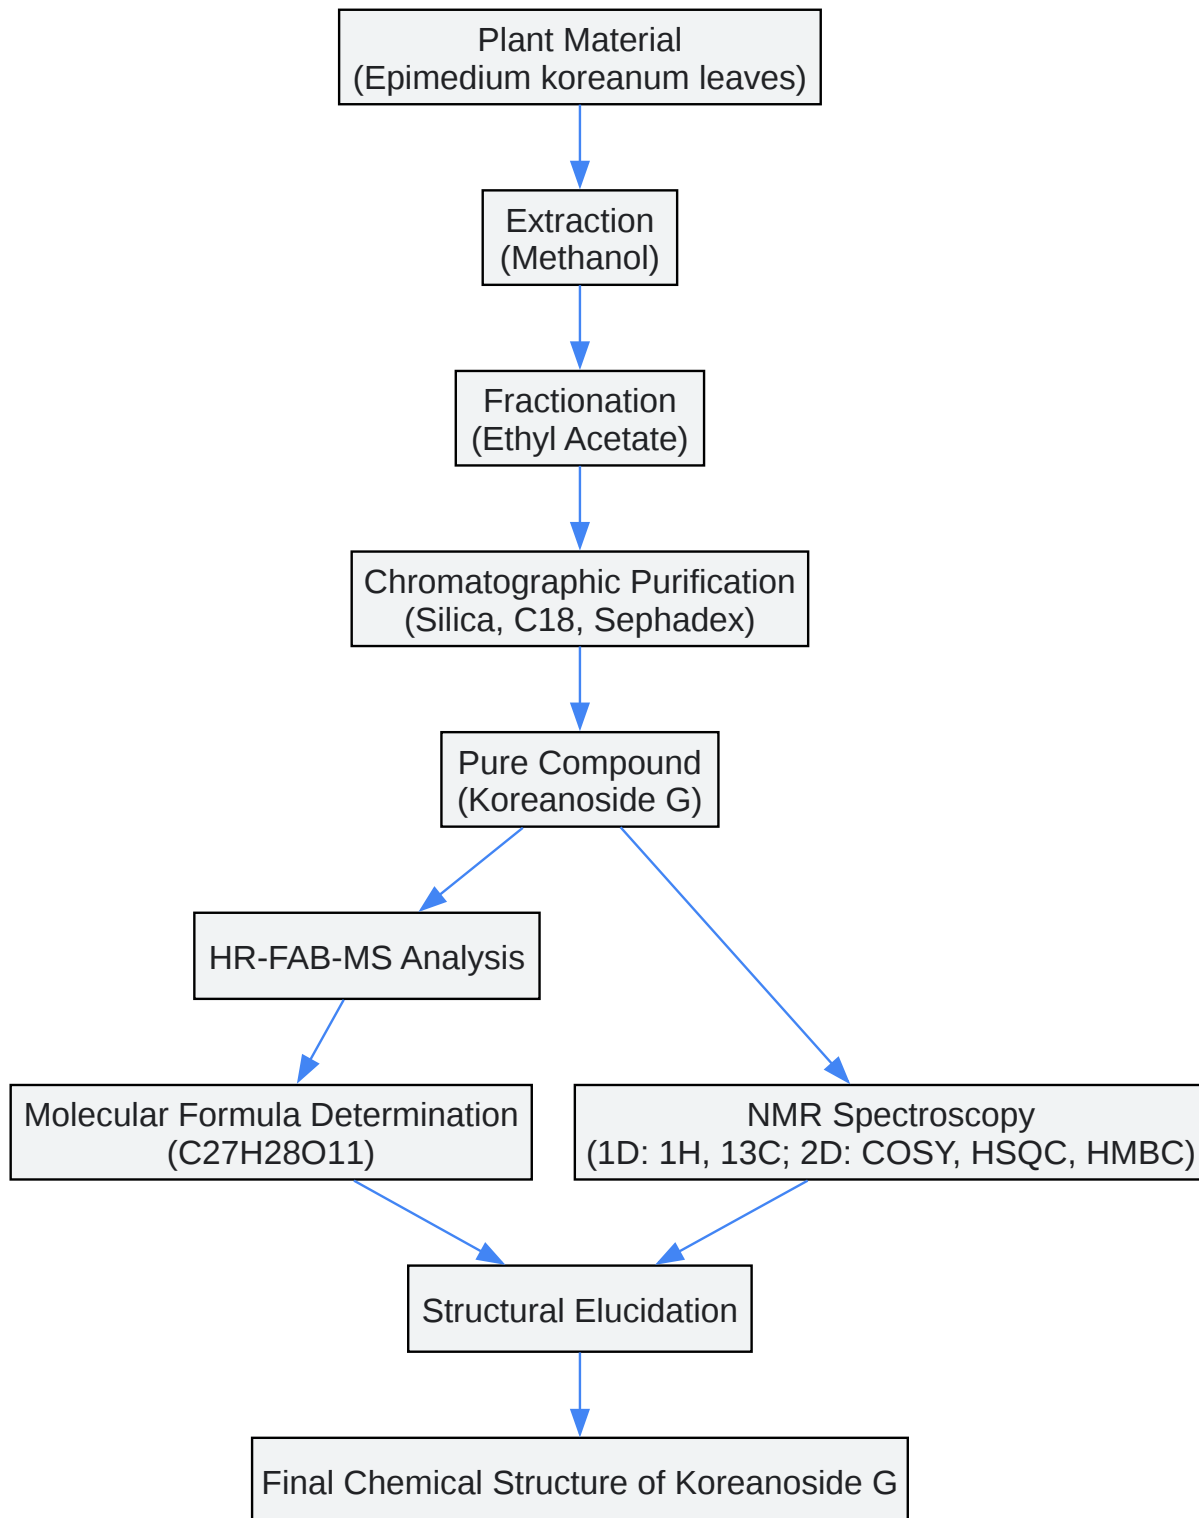 Plant Material
(Epimedium koreanum leaves)
Extraction
(Methanol)
Fractionation
(Ethyl Acetate)
Chromatographic Purification
(Silica, C18, Sephadex)
Pure Compound
(Koreanoside G)
HR-FAB-MS Analysis
Molecular Formula Determination
(C27H28O11)
NMR Spectroscopy
(1D: 1H, 13C; 2D: COSY, HSQC, HMBC)
Structural Elucidation
Final Chemical Structure of Koreanoside G